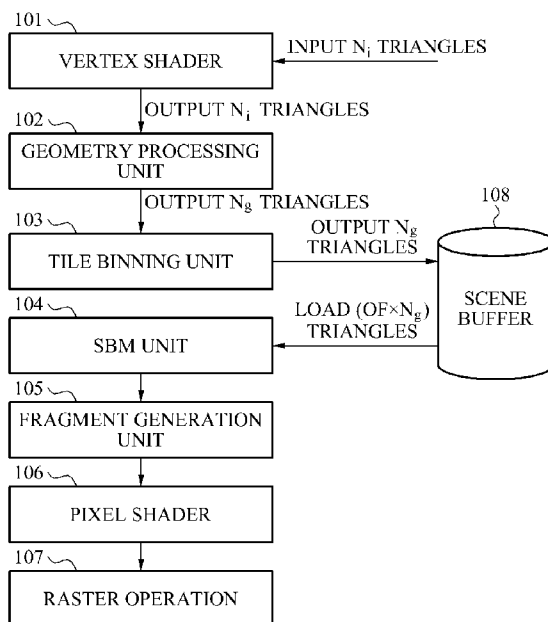 101
VERTEX SHADER
INPUT Ni TRIANGLES
OUTPUT Ni TRIANGLES
102
GEOMETRY PROCESSING
UNIT
OUTPUT Ng TRIANGLES
103
TILE BINNING UNIT
OUTPUT Ng
TRIANGLES
108
SCENE
BUFFER
LOAD (OF×Ng)
TRIANGLES
104
SBM UNIT
105
FRAGMENT GENERATION
UNIT
106
PIXEL SHADER
107
RASTER OPERATION